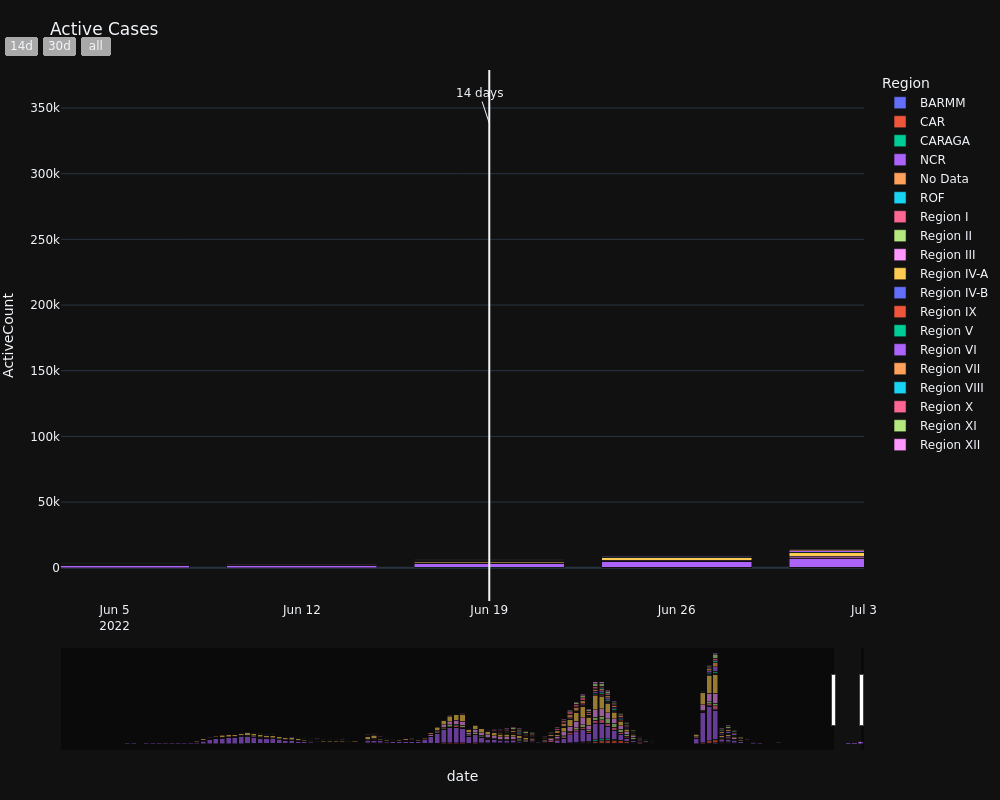 Active Cases
14d
30d
all
14 days
350k
300k
250k
200k
150k
100k
50k
0
ActiveCount
Jun 5
2022
Jun 12
Jun 19
Jun 26
Jul 3
date
Region
BARMM
CAR
CARAGA
NCR
No Data
ROF
Region I
Region II
Region III
Region IV-A
Region IV-B
Region IX
Region V
Region VI
Region VII
Region VIII
Region X
Region XI
Region XII